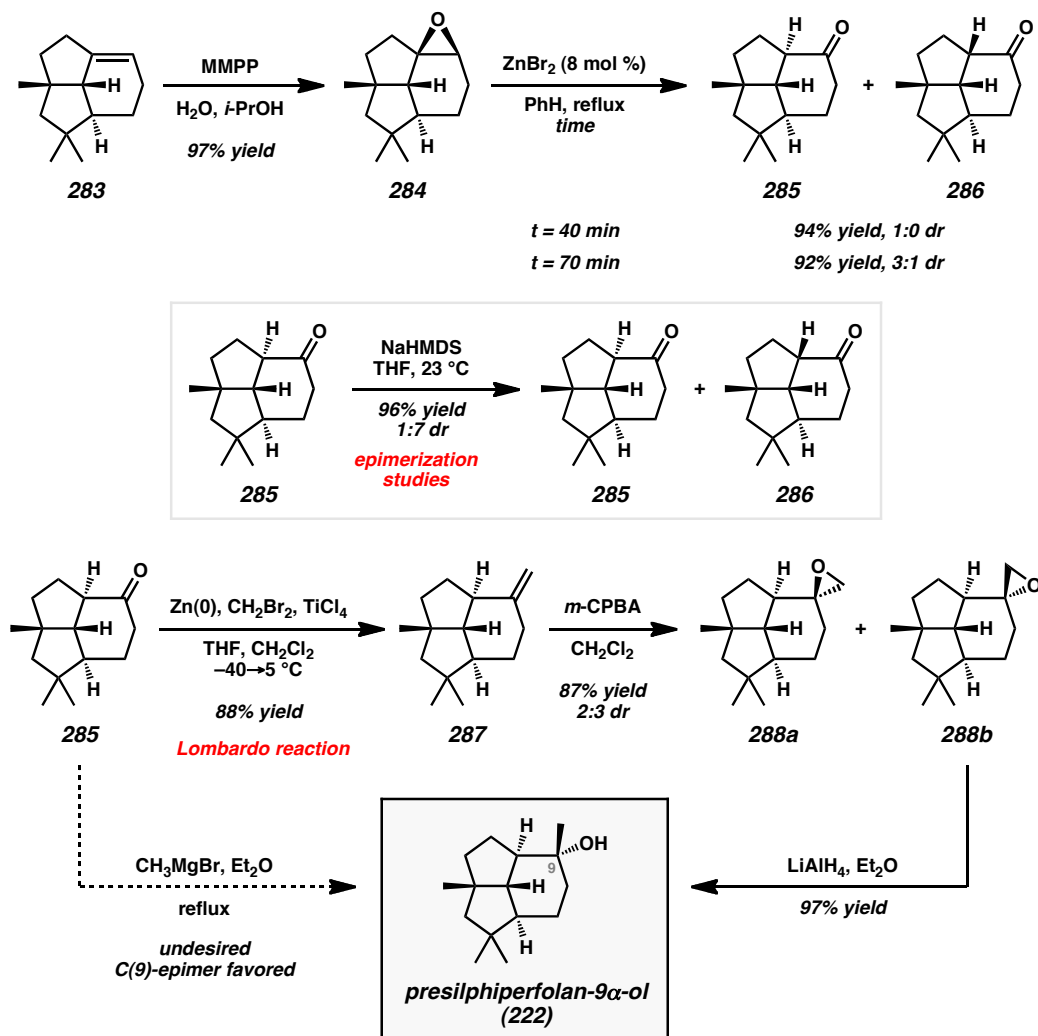 O
H
H
283
MMPP
H₂O, i-PrOH
97% yield
H
H
284
ZnBr₂ (8 mol %)
PhH, reflux
time
H
O
H
H
285
+
H
O
H
H
286
t = 40 min
94% yield, 1:0 dr
t = 70 min
92% yield, 3:1 dr
H
O
H
H
285
NaHMDS
THF, 23 °C
96% yield
1:7 dr
epimerization
studies
H
O
H
H
285
+
H
O
H
H
286
H
O
H
H
285
Zn(0), CH₂Br₂, TiCl₄
THF, CH₂Cl₂
–40→5 °C
88% yield
Lombardo reaction
H
H
H
287
m-CPBA
CH₂Cl₂
87% yield
2:3 dr
H
O
H
H
288a
+
H
O
H
H
288b
CH₃MgBr, Et₂O
reflux
undesired
C(9)-epimer favored
H
OH
9
H
H
presilphiperfolan-9α-ol
(222)
LiAlH₄, Et₂O
97% yield